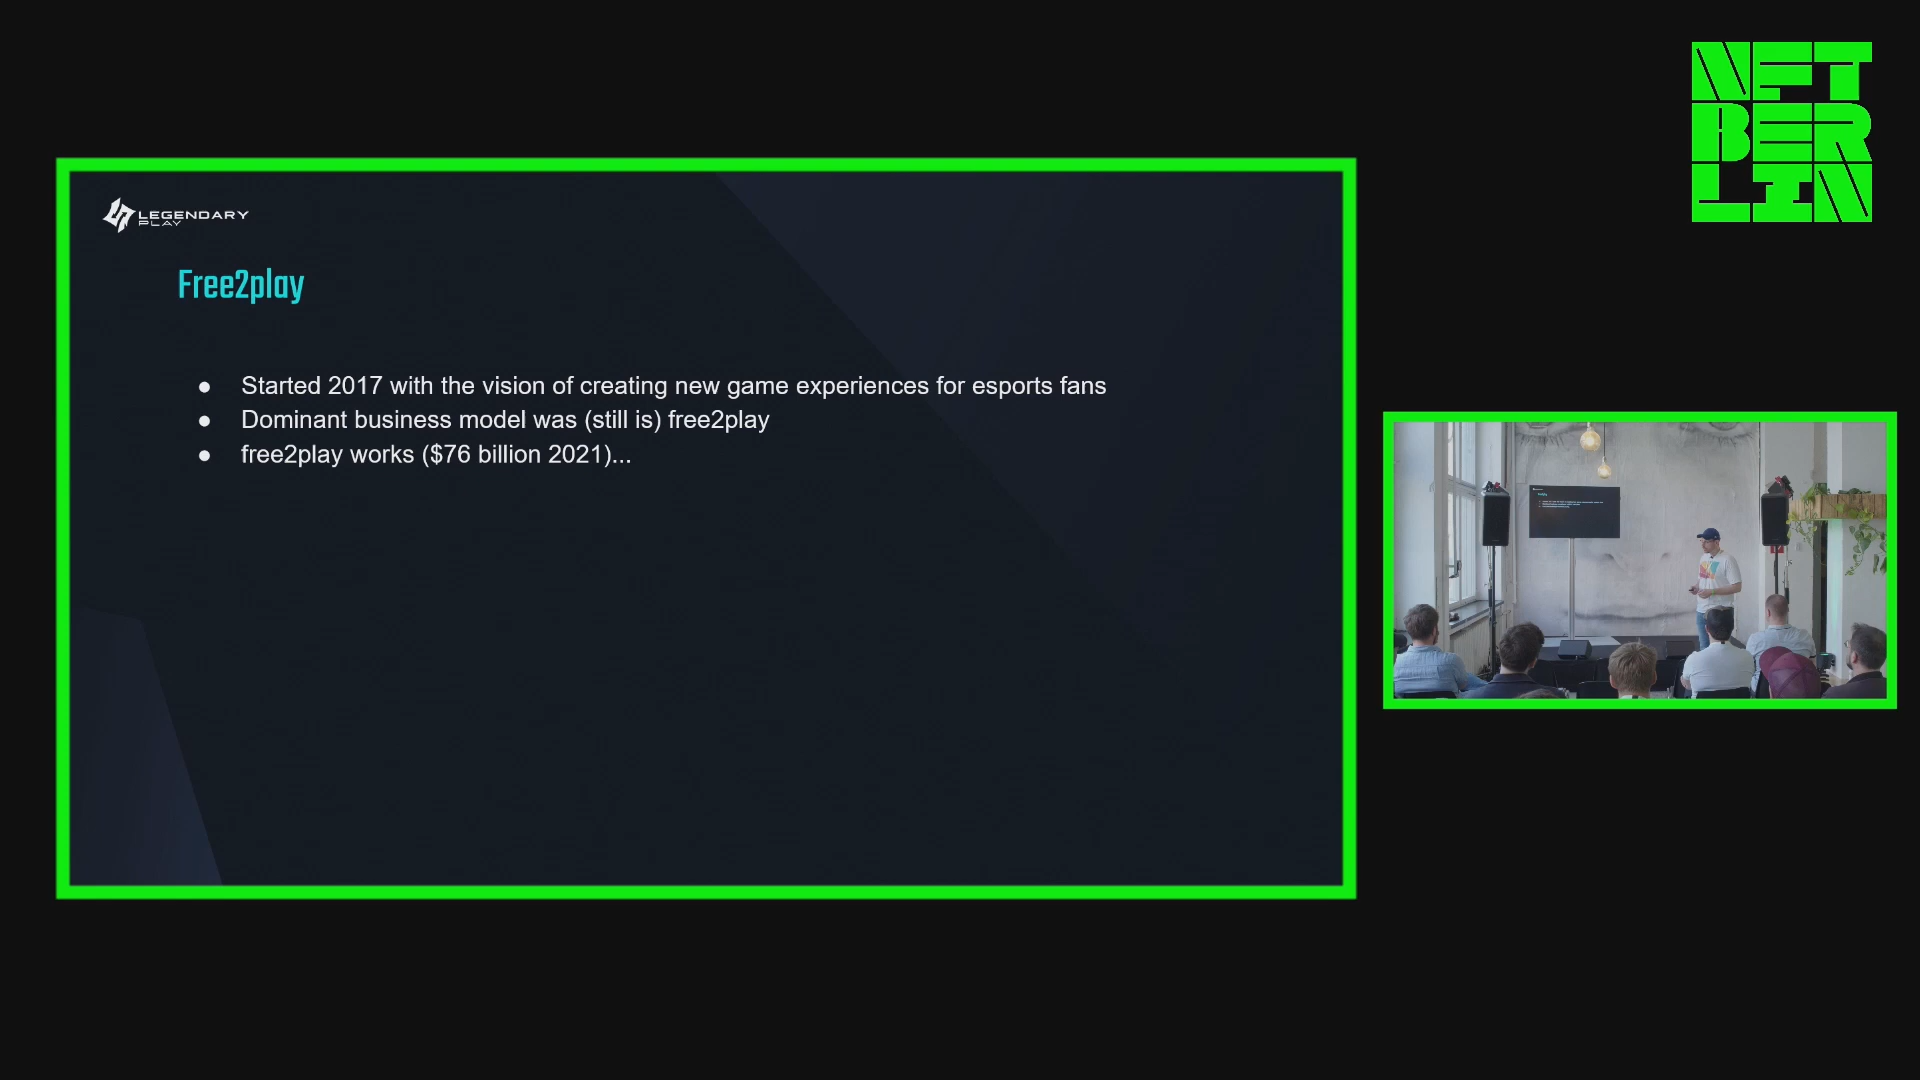 NFT
BER
LIN
LEGENDARY
PLAY
Free2play
● Started 2017 with the vision of creating new game experiences for esports fans
● Dominant business model was (still is) free2play
● free2play works ($76 billion 2021)...